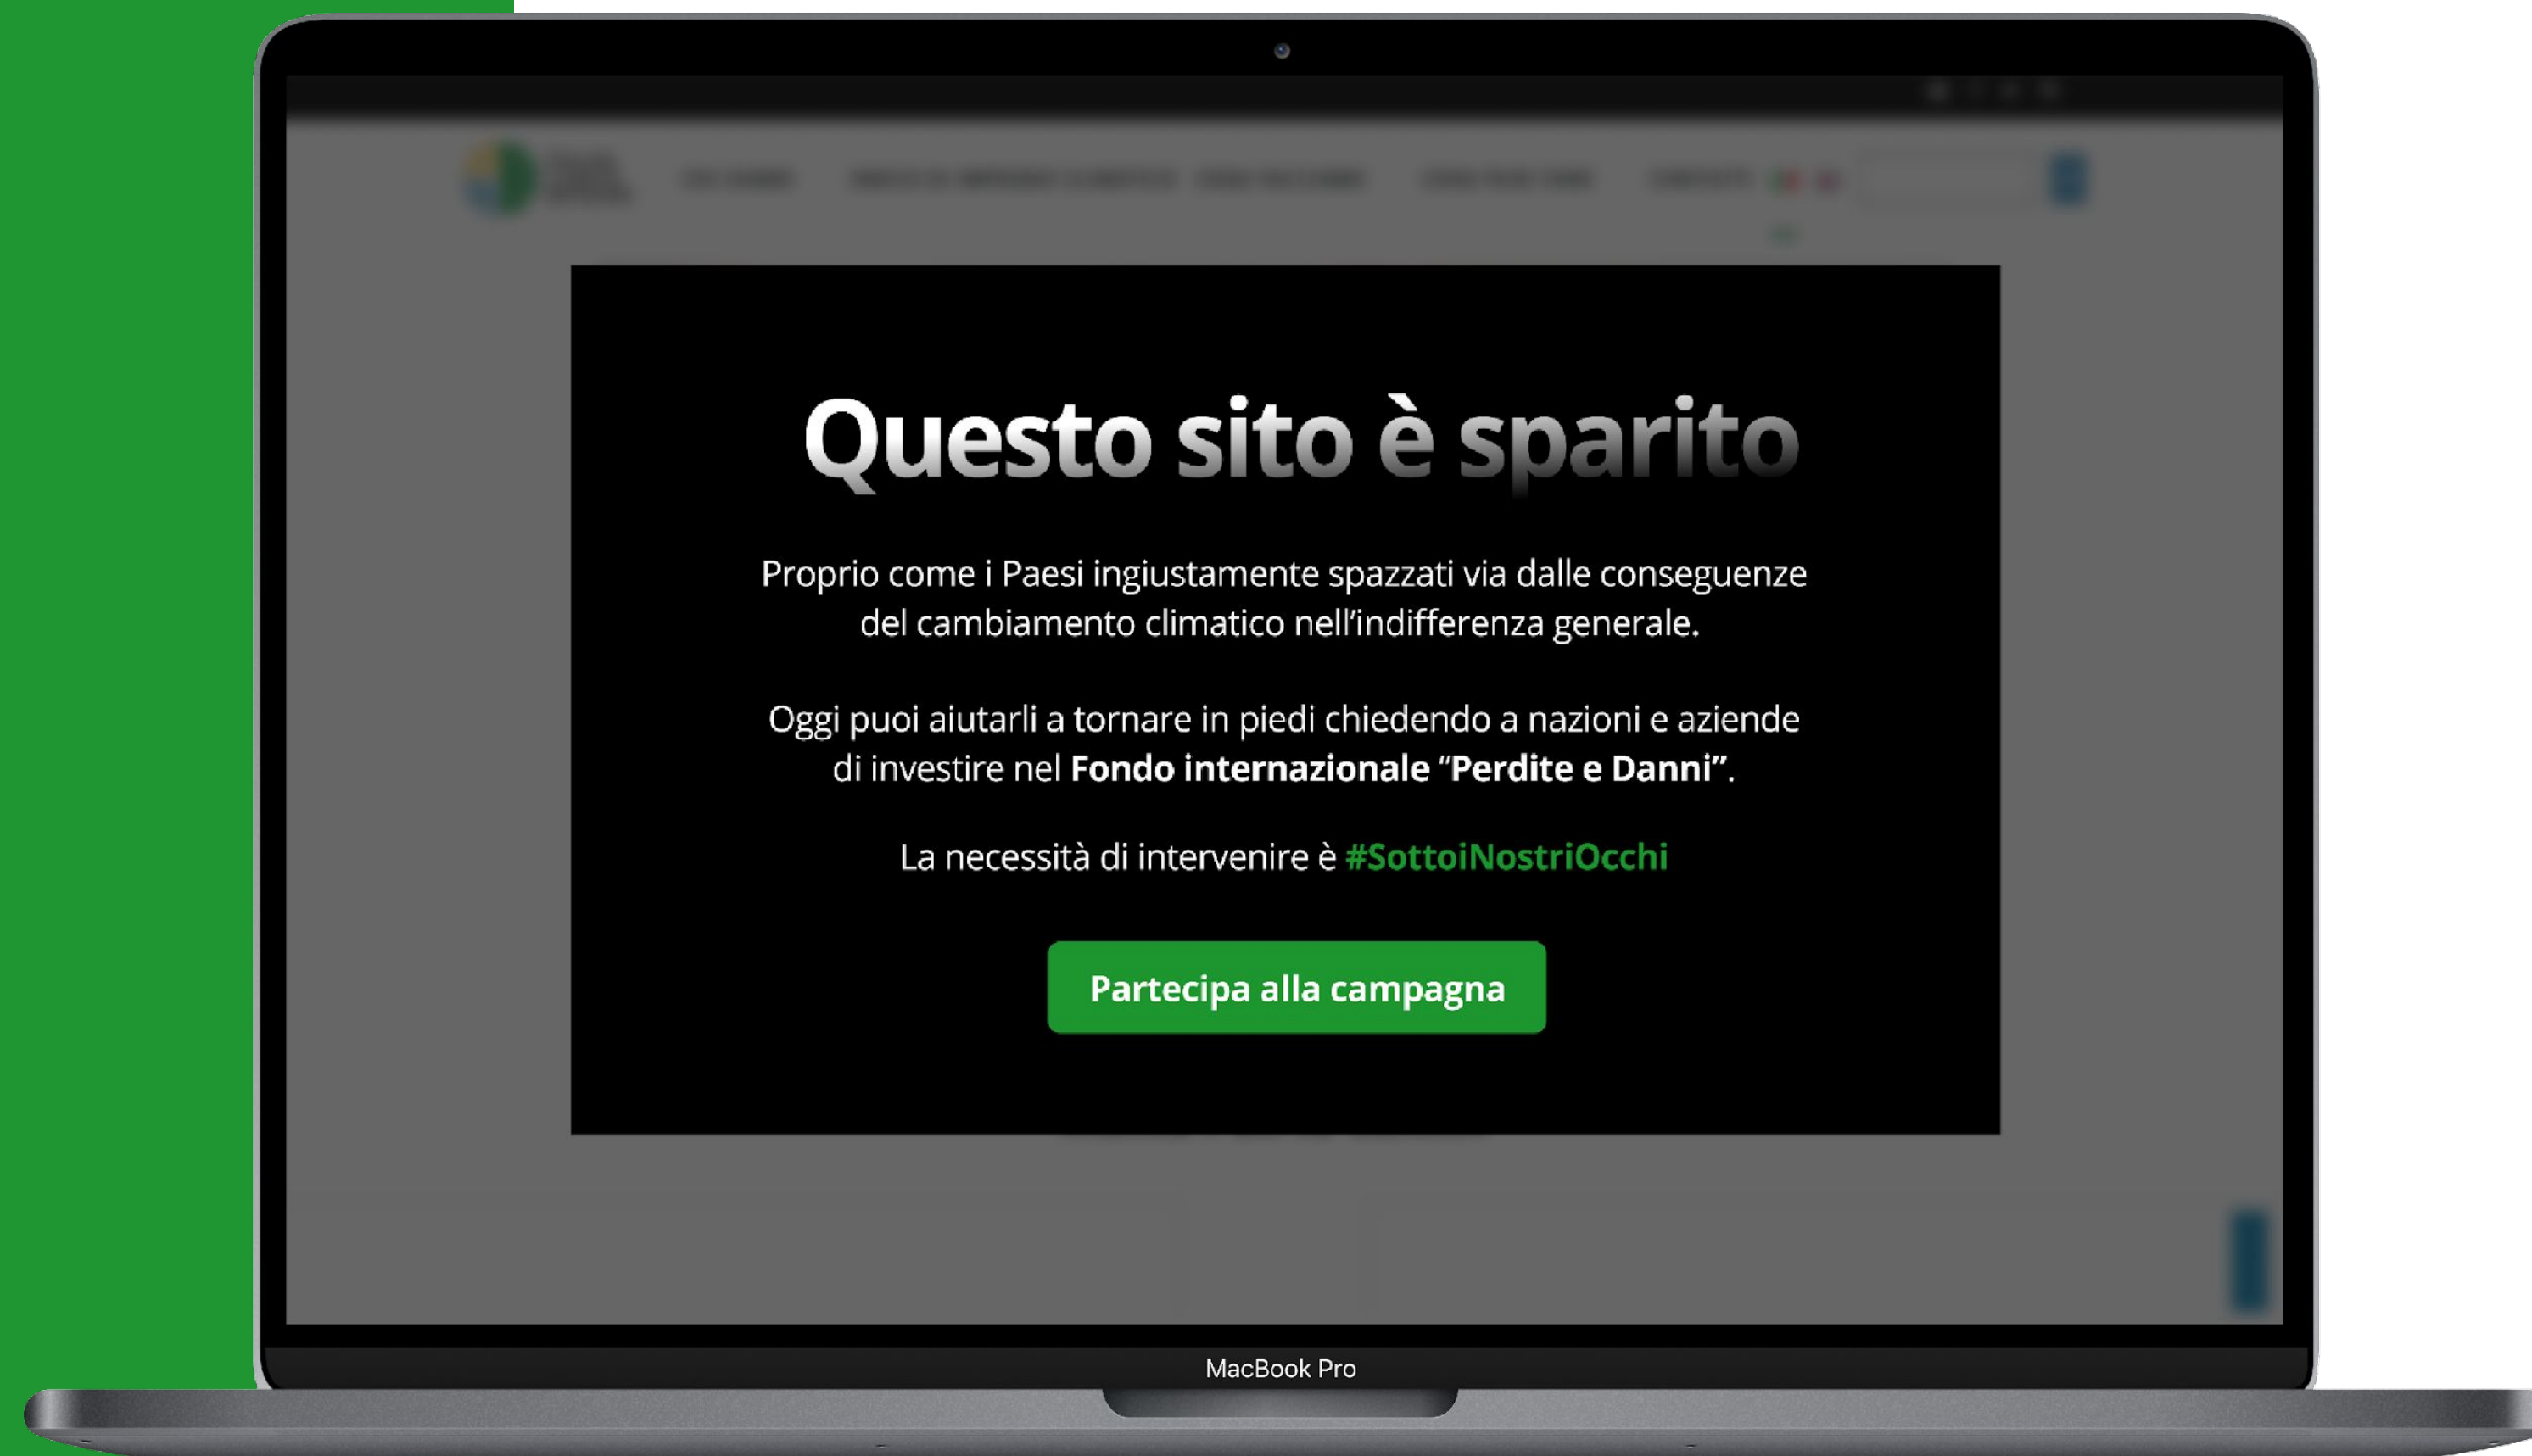 Questo sito è sparito
Proprio come i Paesi ingiustamente spazzati via dalle conseguenze
del cambiamento climatico nell'indifferenza generale.
Oggi puoi aiutarli a tornare in piedi chiedendo a nazioni e aziende
di investire nel Fondo internazionale “Perdite e Danni”.
La necessità di intervenire è #SottoiNostriOcchi
Partecipa alla campagna
MacBook Pro